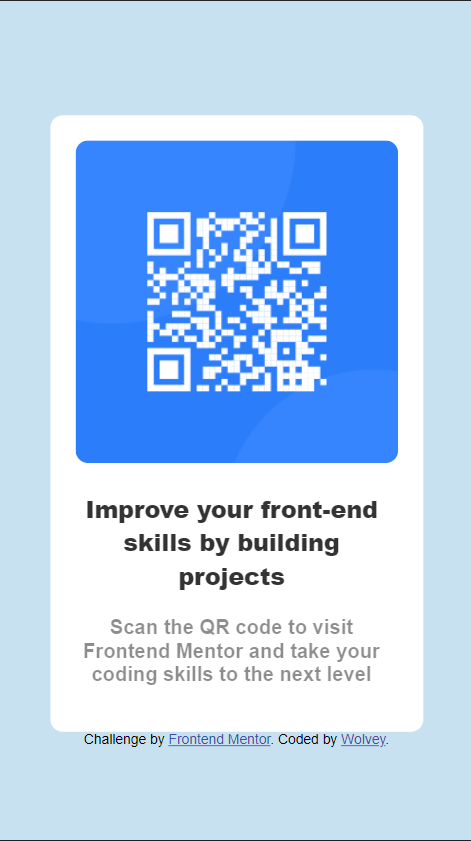 Improve your front-end
skills by building
projects
Scan the QR code to visit
Frontend Mentor and take your
coding skills to the next level
Challenge by Frontend Mentor. Coded by Wolvey.